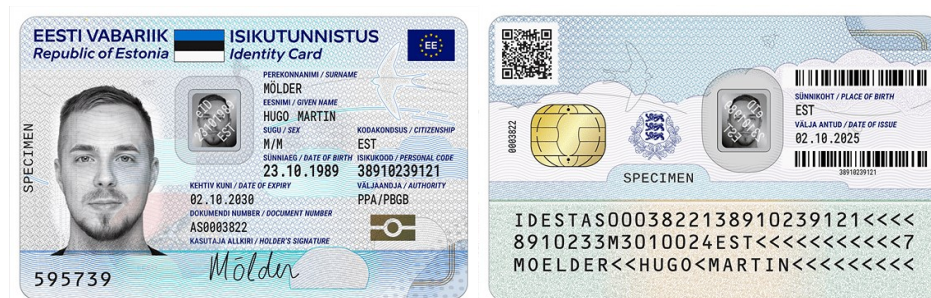 EESTI VABARIIK
Republic of Estonia
ISIKUTUNNISTUS
Identity Card
EE
PEREKONNANIMI / SURNAME
MÖLDER
EESNIMI / GIVEN NAME
HUGO MARTIN
SUGU / SEX
M/M
KODAKONDSUS / CITIZENSHIP
EST
SÜNNIAEG / DATE OF BIRTH
23.10.1989
ISIKUKOOD / PERSONAL CODE
38910239121
KEHTIV KUNI / DATE OF EXPIRY
02.10.2030
VÄLJAANDJA / AUTHORITY
PPA/PBGB
DOKUMENDI NUMBER / DOCUMENT NUMBER
AS0003822
KASUTAJA ALLKIRI / HOLDER'S SIGNATURE
Mölder
SPECIMEN
595739
0003822
SPECIMEN
SÜNNIKOHT / PLACE OF BIRTH
EST
VÄLJA ANTUD / DATE OF ISSUE
02.10.2025
38910239121
IDESTAS0003822138910239121<<<<
8910233M3010024EST<<<<<<<<<<<7
MOELDER<<HUGO<MARTIN<<<<<<<<<<